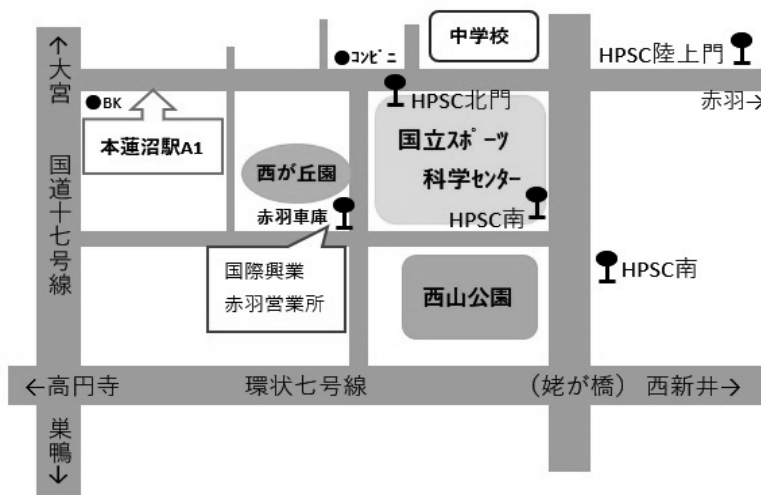 ↑大宮
国道十七号線
巣鴨↓
●BK
本蓮沼駅A1
●ｺﾝﾋﾞﾆ
中学校
HPSC陸上門
赤羽→
HPSC北門
国立ｽﾎﾟｰﾂ
科学ｾﾝﾀｰ
西が丘園
赤羽車庫
HPSC南
国際興業
赤羽営業所
西山公園
HPSC南
←高円寺
環状七号線
(姥が橋)
西新井→